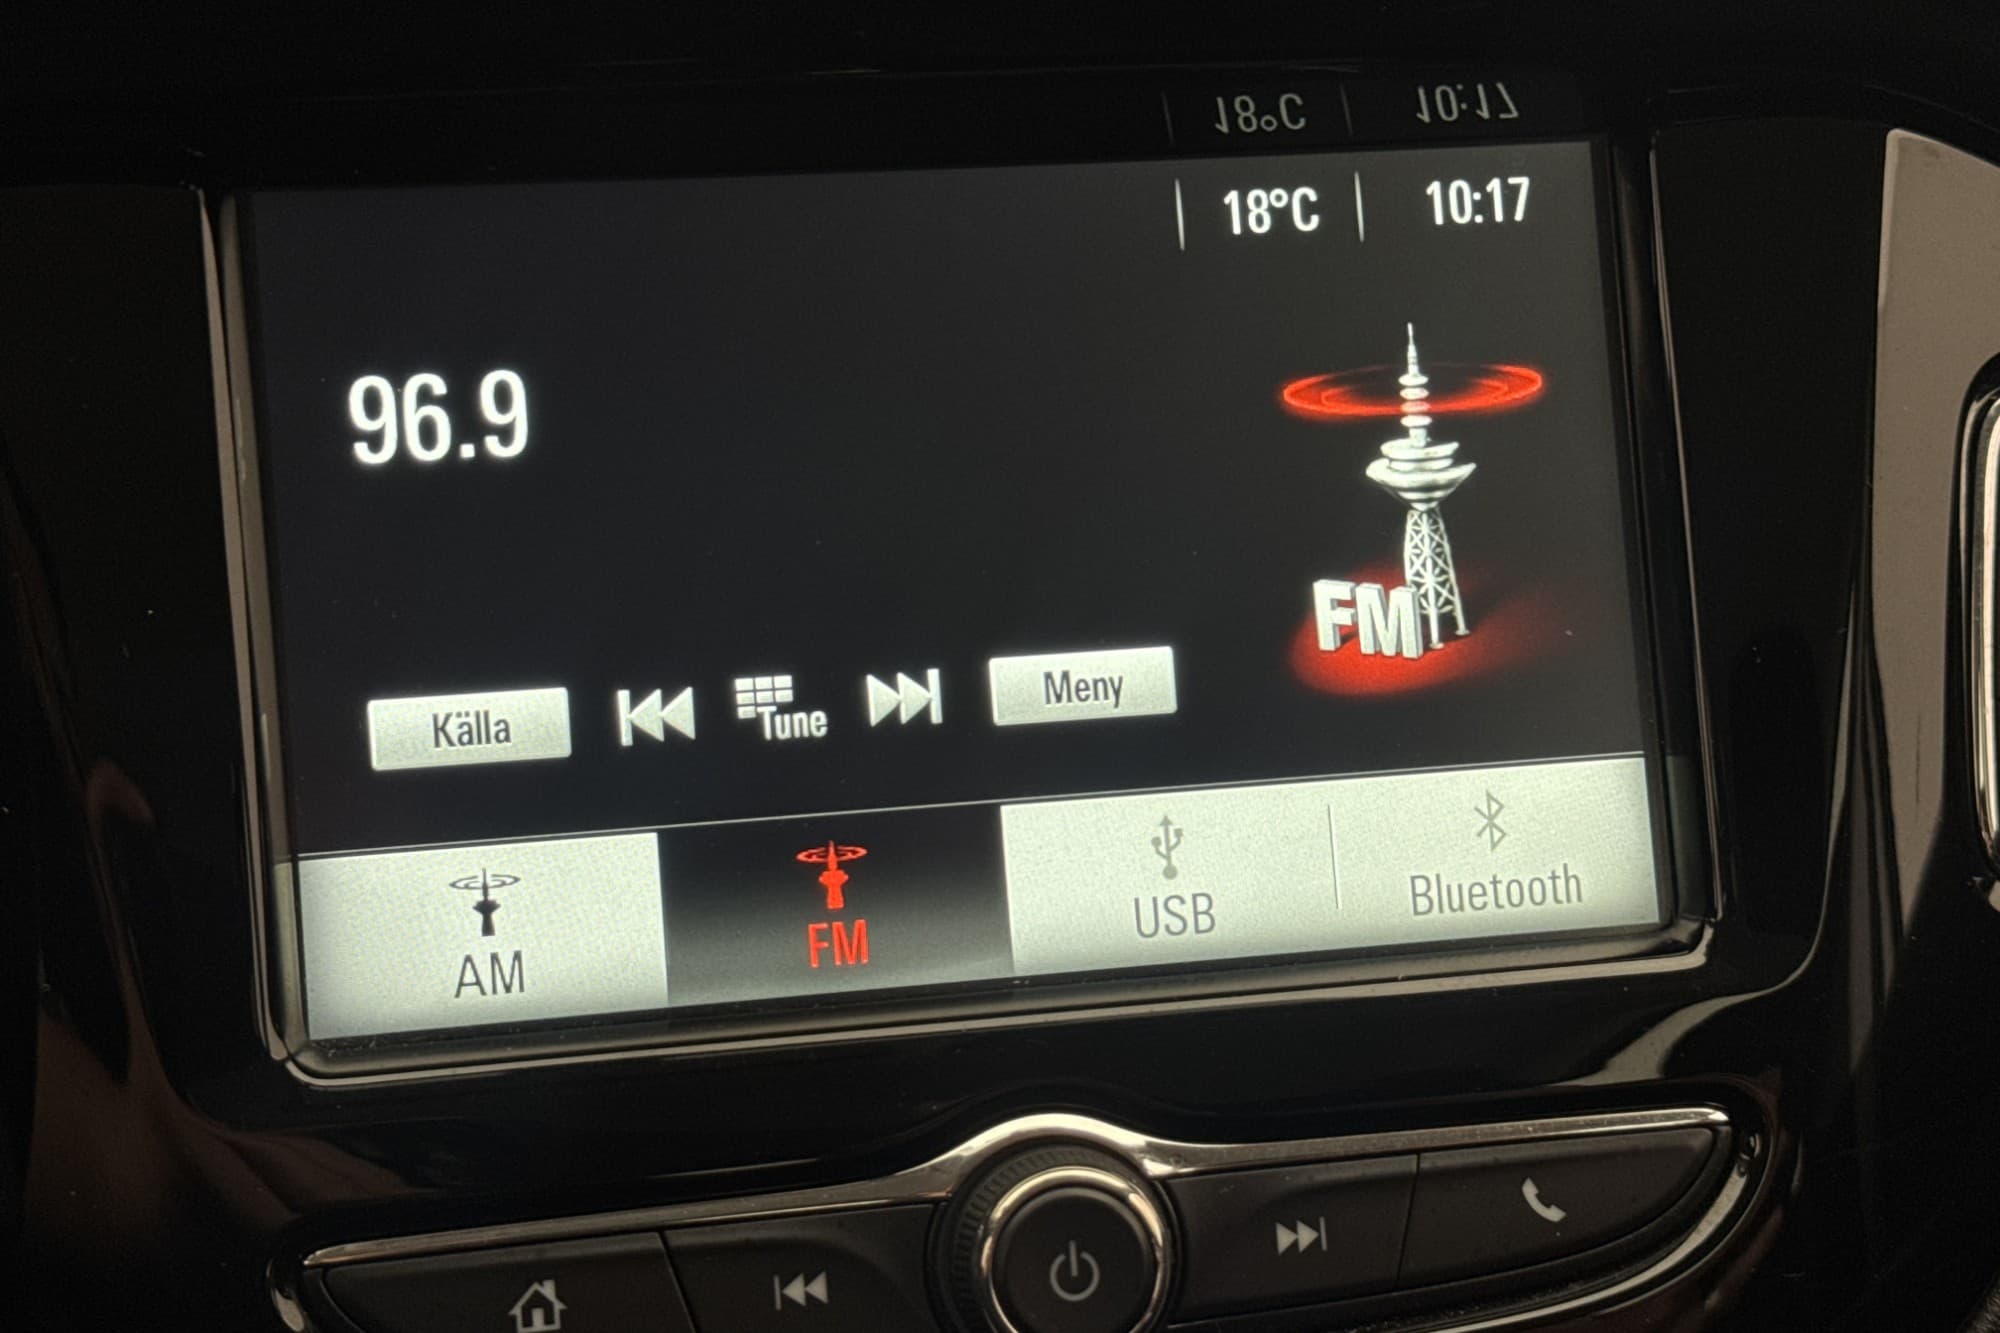 18°C 10:17
96.9
FM
Källa Tune Meny
AM FM USB Bluetooth